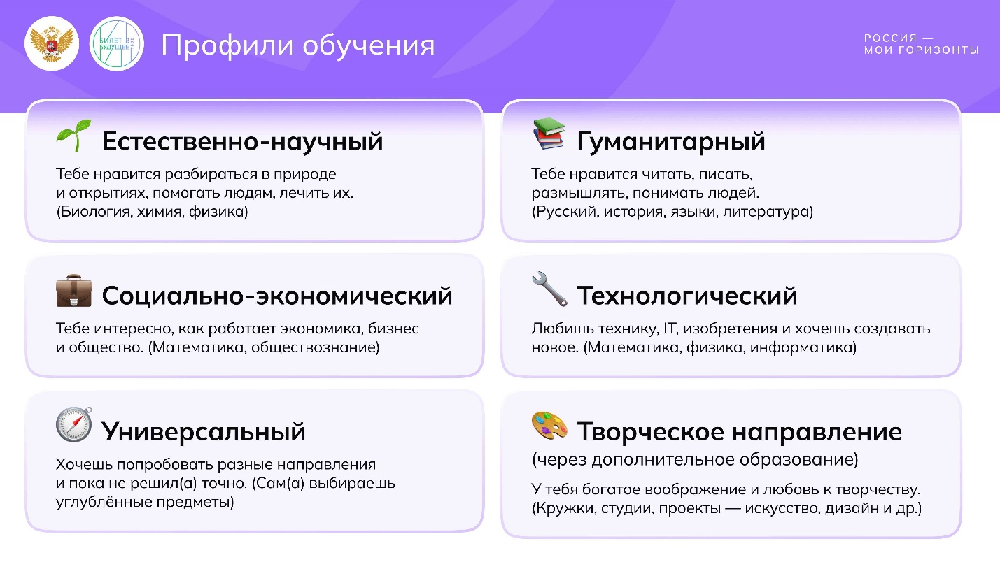 БИЛЕТ В
БУДУЩЕЕ
ТВОЁ
Профили обучения
РОССИЯ —
МОИ ГОРИЗОНТЫ
Естественно-научный
Тебе нравится разбираться в природе
и открытиях, помогать людям, лечить их.
(Биология, химия, физика)
Гуманитарный
Тебе нравится читать, писать,
размышлять, понимать людей.
(Русский, история, языки, литература)
Социально-экономический
Тебе интересно, как работает экономика, бизнес
и общество. (Математика, обществознание)
Технологический
Любишь технику, IT, изобретения и хочешь создавать
новое. (Математика, физика, информатика)
Универсальный
Хочешь попробовать разные направления
и пока не решил(а) точно. (Сам(а) выбираешь
углублённые предметы)
Творческое направление
(через дополнительное образование)
У тебя богатое воображение и любовь к творчеству.
(Кружки, студии, проекты — искусство, дизайн и др.)